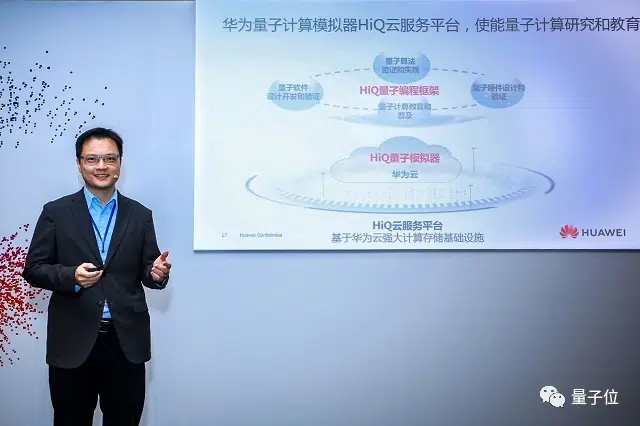 华为量子计算模拟器HiQ云服务平台，使能量子计算研究和教育
量子算法
验证和实现
量子软件
设计开发和验证
HiQ量子编程框架
量子硬件设计和
验证
量子计算教育和
普及
HiQ量子模拟器
华为云
HiQ云服务平台
17
Huawei Confidential
基于华为云强大计算存储基础设施
HUAWEI
量子位